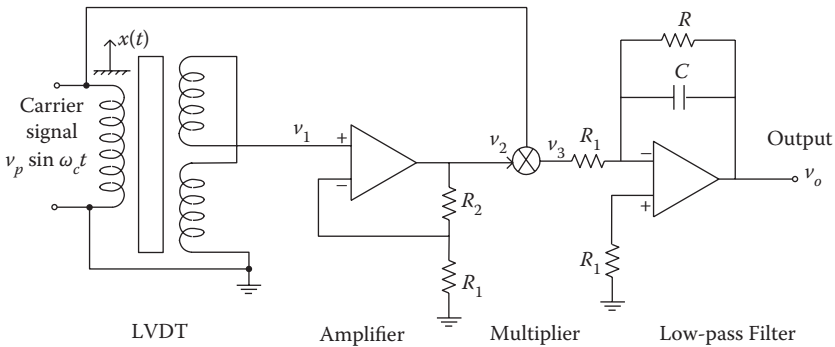 x(t)
Carrier
signal
v_p sin ω_c t
v_1
+
−
R_2
R_1
v_2
v_3
R_1
R
C
−
+
R_1
Output
v_o
LVDT
Amplifier
Multiplier
Low-pass Filter